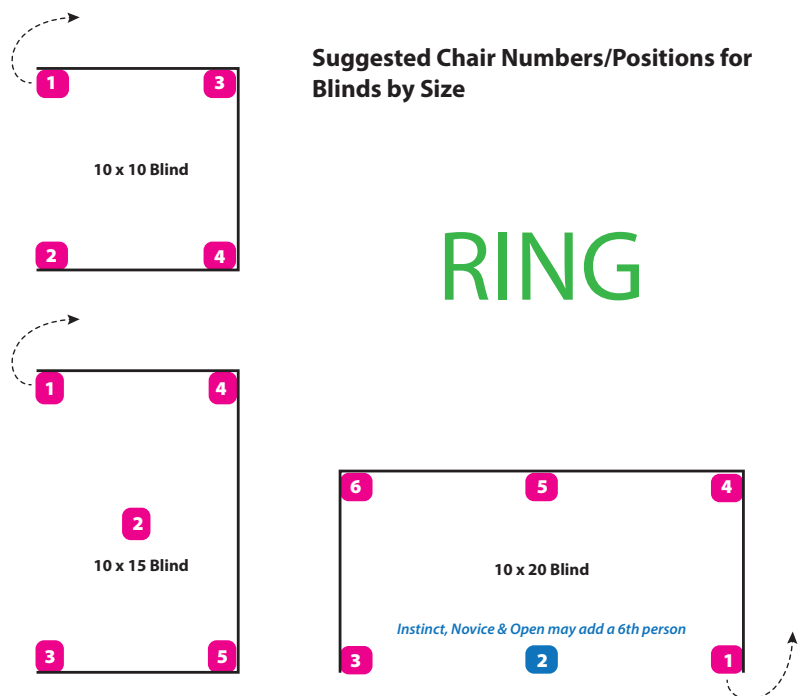 Suggested Chair Numbers/Positions for
Blinds by Size
1 3
10 x 10 Blind
2 4
RING
1 4
2
10 x 15 Blind
3 5
6 5 4
10 x 20 Blind
Instinct, Novice & Open may add a 6th person
3 2 1